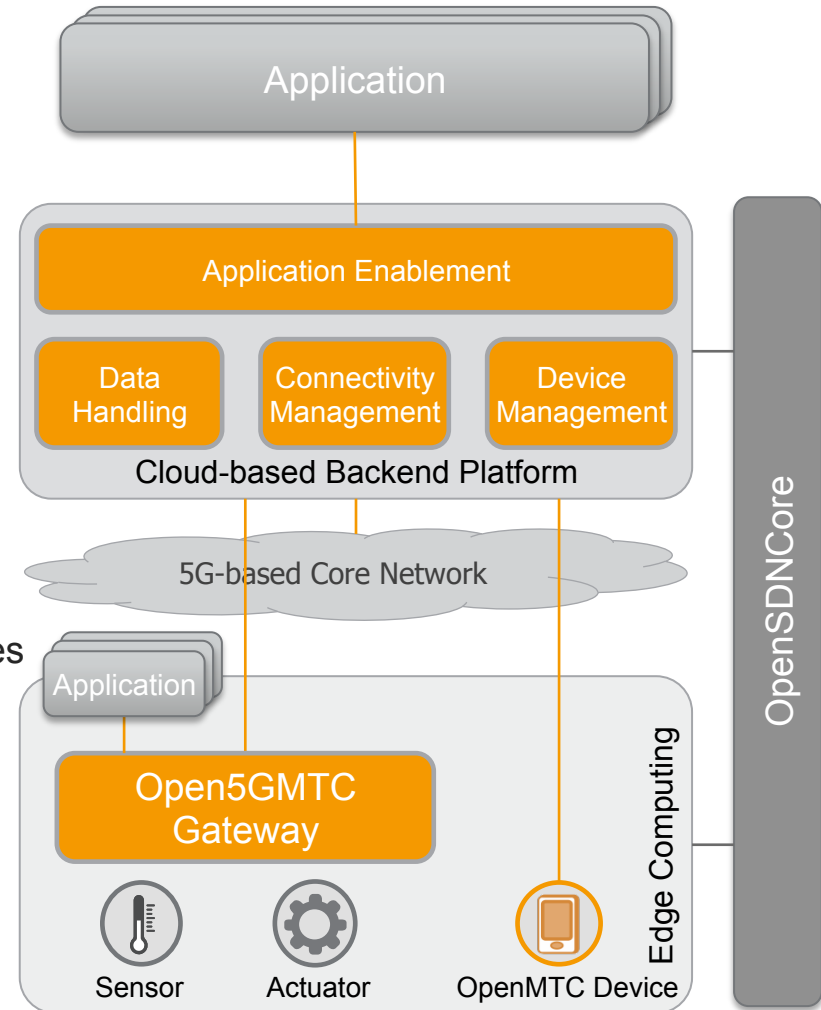 Application
Application Enablement
Data
Handling
Connectivity
Management
Device
Management
Cloud-based Backend Platform
5G-based Core Network
es
Application
Open5GMTC
Gateway
Sensor
Actuator
OpenMTC Device
Edge Computing
OpenSDNCore